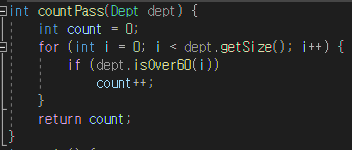 int countPass(Dept dept) {
    int count = 0;
    for (int i = 0; i < dept.getSize(); i++) {
        if (dept.isOver60(i))
            count++;
    }
    return count;
}